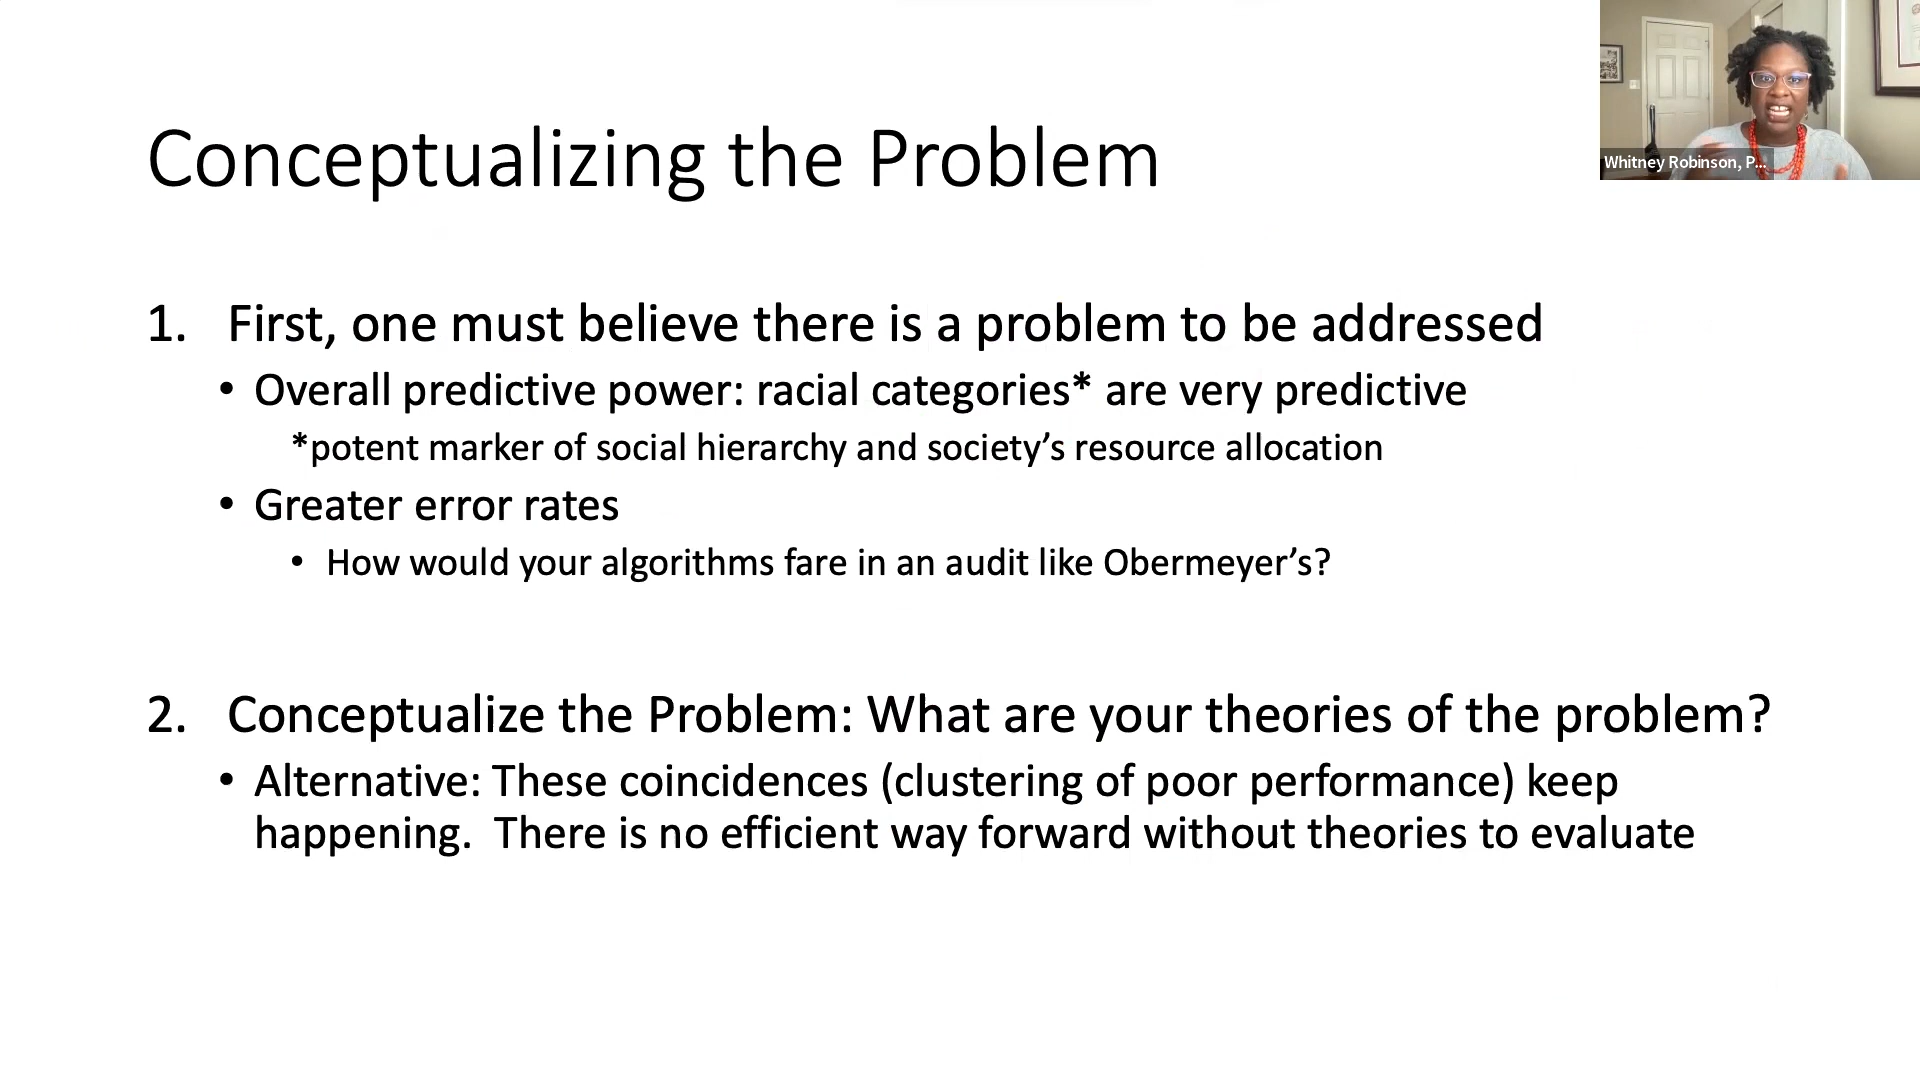 Conceptualizing the Problem
Whitney Robinson, P...
1. First, one must believe there is a problem to be addressed
• Overall predictive power: racial categories* are very predictive
*potent marker of social hierarchy and society’s resource allocation
• Greater error rates
• How would your algorithms fare in an audit like Obermeyer’s?
2. Conceptualize the Problem: What are your theories of the problem?
• Alternative: These coincidences (clustering of poor performance) keep
happening.  There is no efficient way forward without theories to evaluate